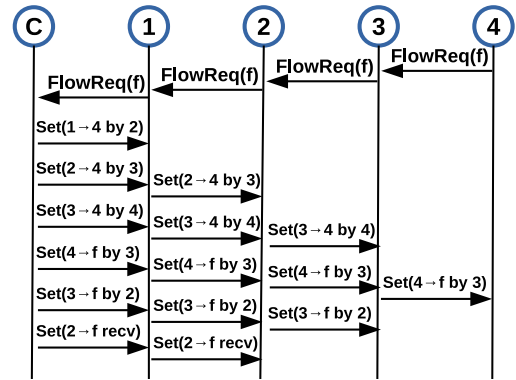 C 1 2 3 4
FlowReq(f) FlowReq(f) FlowReq(f) FlowReq(f)
Set(1→4 by 2)
Set(2→4 by 3) Set(2→4 by 3)
Set(3→4 by 4) Set(3→4 by 4) Set(3→4 by 4)
Set(4→f by 3) Set(4→f by 3) Set(4→f by 3) Set(4→f by 3)
Set(3→f by 2) Set(3→f by 2) Set(3→f by 2)
Set(2→f recv) Set(2→f recv)